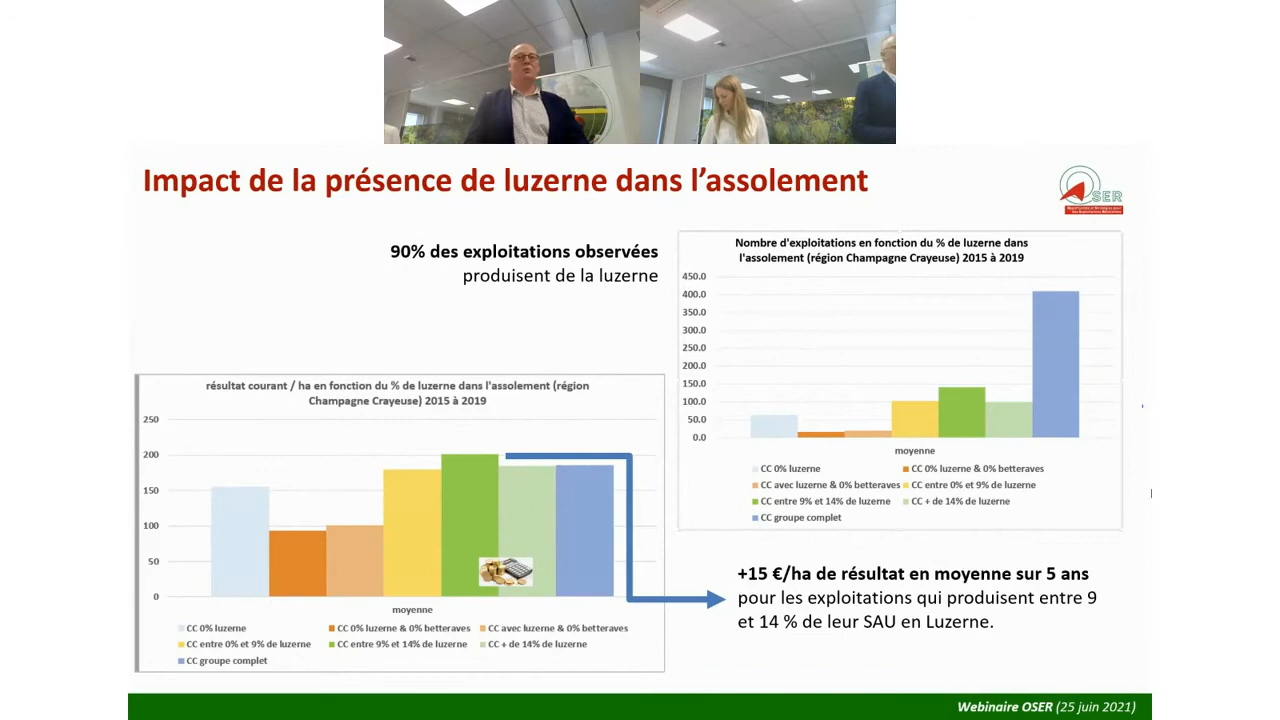 Impact de la présence de luzerne dans l'assolement
SER
90% des exploitations observées
produisent de la luzerne
Nombre d'exploitations en fonction du % de luzerne dans
l'assolement (région Champagne Crayeuse) 2015 à 2019
450.0
400.0
350.0
300.0
250.0
200.0
150.0
100.0
50.0
0.0
moyenne
CC 0% luzerne
CC 0% luzerne & 0% betteraves
CC avec luzerne & 0% betteraves
CC entre 0% et 9% de luzerne
CC entre 9% et 14% de luzerne
CC + de 14% de luzerne
CC groupe complet
résultat courant / ha en fonction du % de luzerne dans l'assolement (région
Champagne Crayeuse) 2015 à 2019
250
200
150
100
50
0
moyenne
CC 0% luzerne
CC 0% luzerne & 0% betteraves
CC avec luzerne & 0% betteraves
CC entre 0% et 9% de luzerne
CC entre 9% et 14% de luzerne
CC + de 14% de luzerne
CC groupe complet
+15 €/ha de résultat en moyenne sur 5 ans
pour les exploitations qui produisent entre 9
et 14 % de leur SAU en Luzerne.
Webinaire OSER (25 juin 2021)